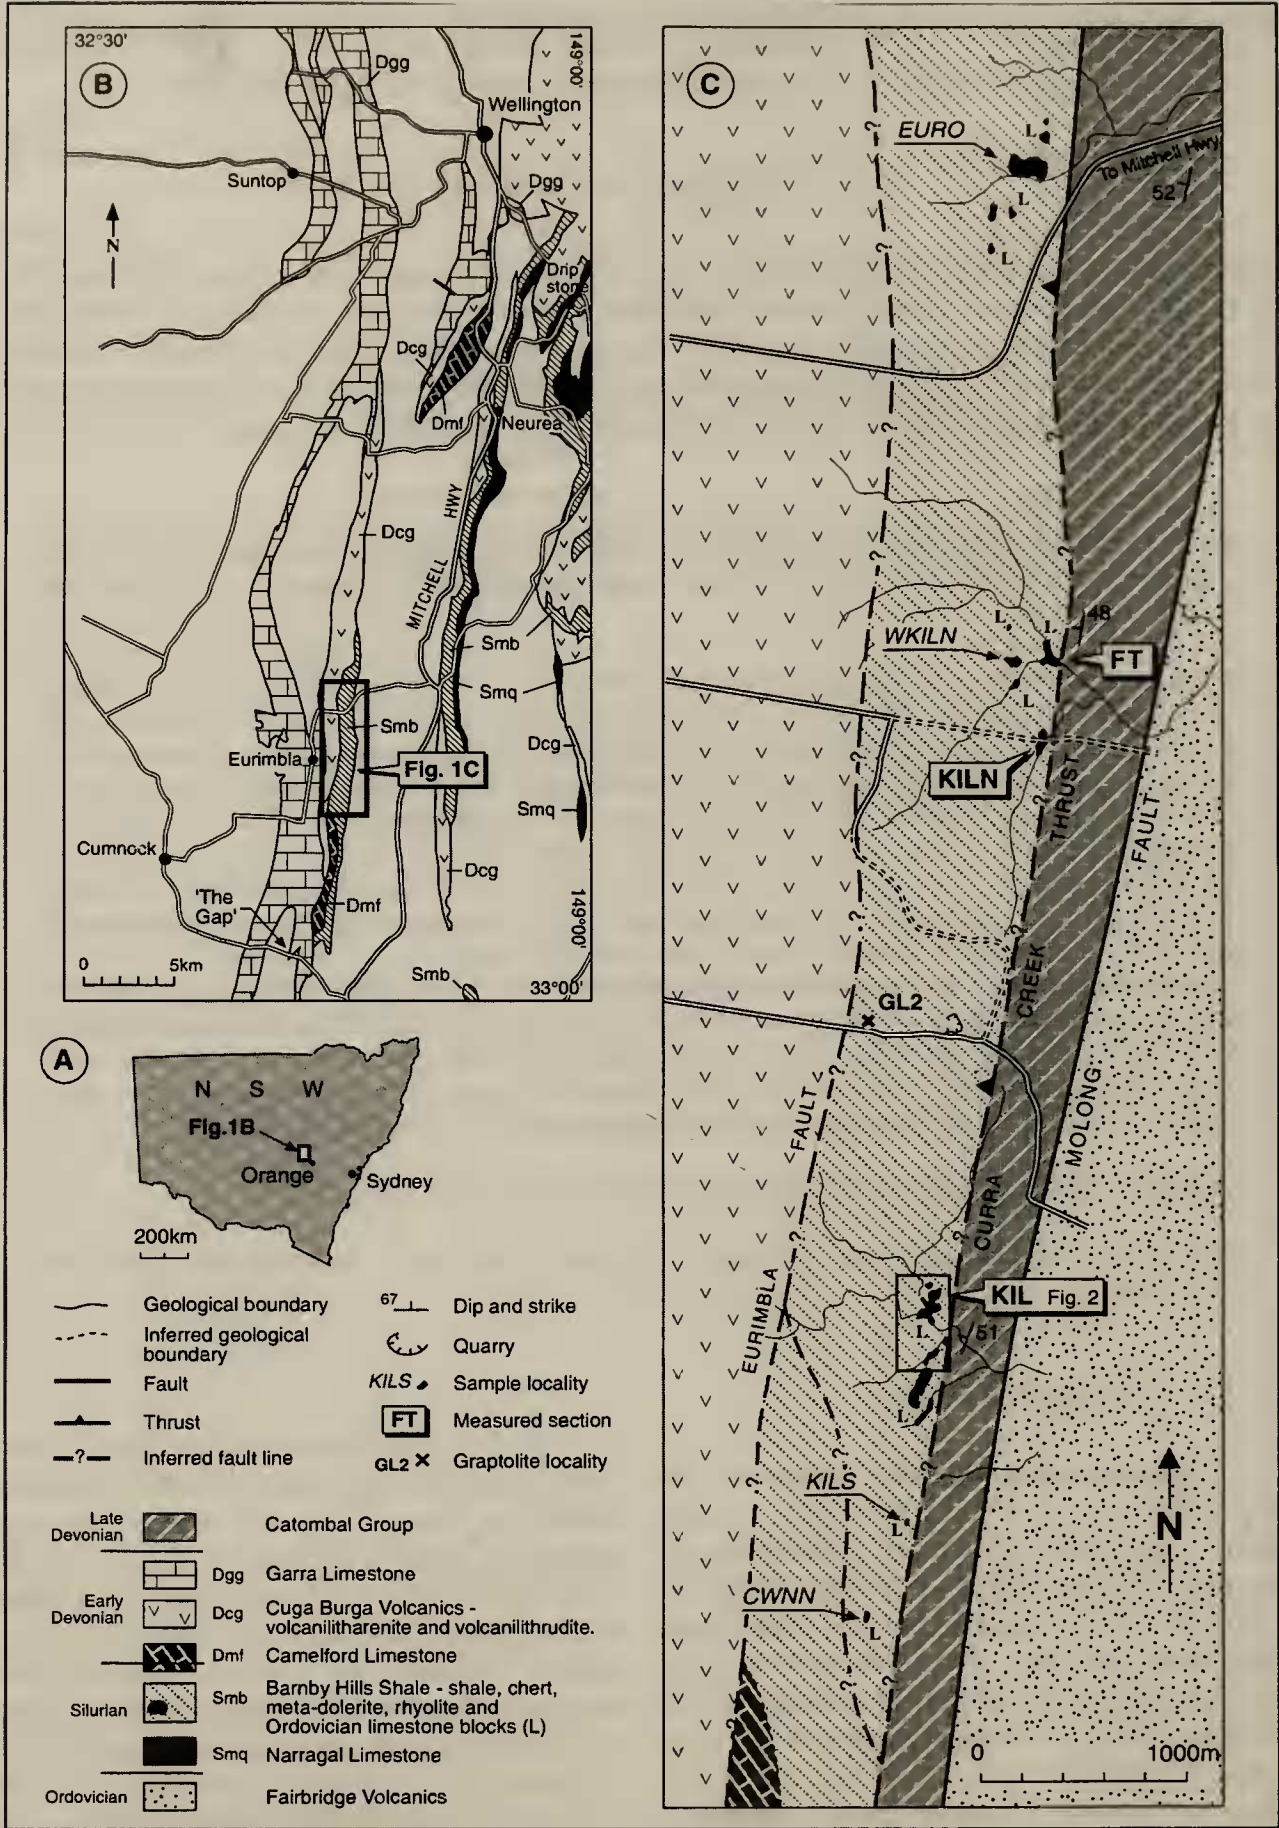 B
32°30'
149°00'
Dgg
Wellington
Suntop
Dgg
N
Drip
stone
Dcg
Dmf
Neurea
MITCHELL HWY
Dcg
Smb
Smq
Smb
Eurimbla
Fig. 1C
Dcg
Smq
Cumnock
Dcg
'The
Gap'
Dmf
149°00'
0 5km
Smb
33°00'
A
N S W
Fig.1B
Orange
Sydney
200km
Geological boundary
Inferred geological
boundary
Fault
Thrust
—?— Inferred fault line
67 Dip and strike
Quarry
KILS Sample locality
FT Measured section
GL2 × Graptolite locality
Late
Devonian
Catombal Group
Early
Devonian
Dgg Garra Limestone
Dcg Cuga Burga Volcanics -
volcanilitharenite and volcanilithrudite.
Dmf Camelford Limestone
Silurian
Smb Barnby Hills Shale - shale, chert,
meta-dolerite, rhyolite and
Ordovician limestone blocks (L)
Smq Narragal Limestone
Ordovician
Fairbridge Volcanics
C
EURO
L
To Mitchell Hwy
52
L
L
L
L
48
WKILN
FT
L
KILN
THRUST
FAULT
CREEK
GL2
MOLONG
FAULT
CURRA
EURIMBLA
KIL Fig. 2
L
51
L
KILS
L
CWNN
L
N
0 1000m